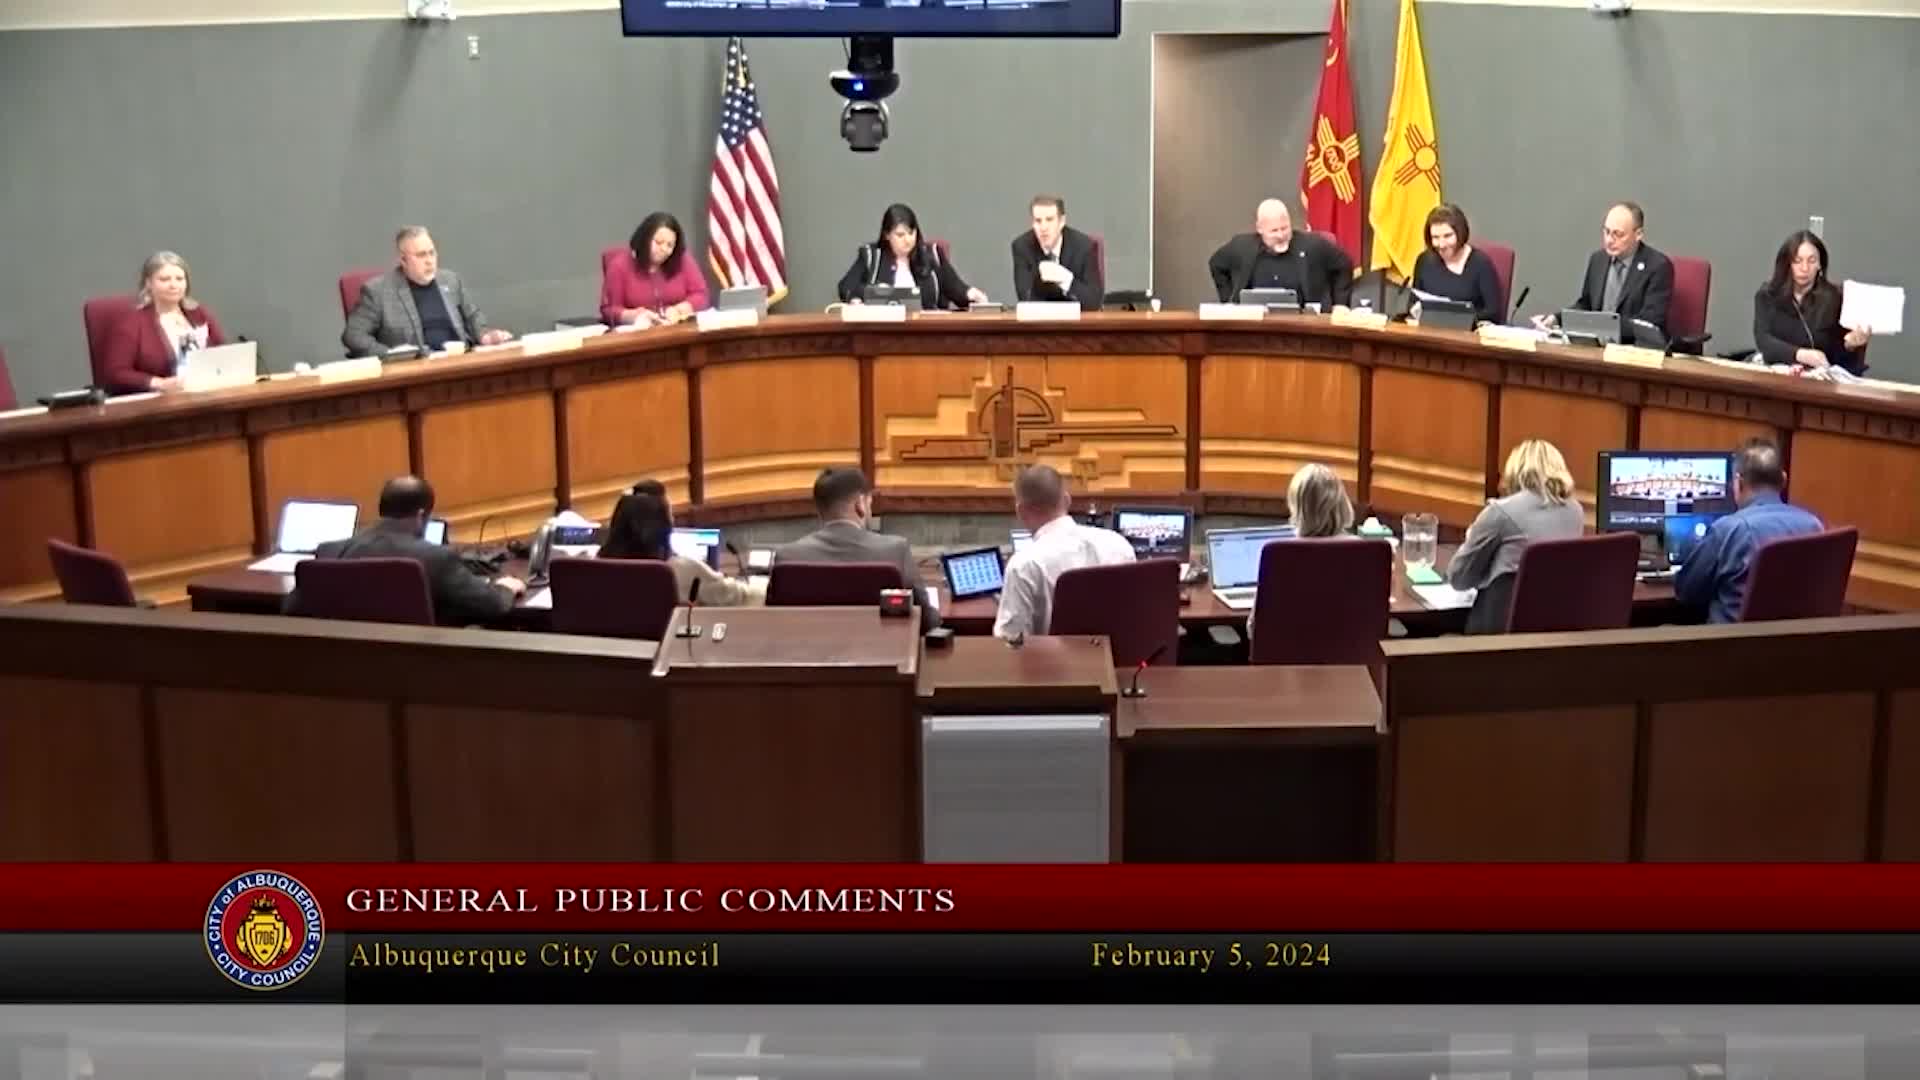 GENERAL PUBLIC COMMENTS
Albuquerque City Council
February 5, 2024
CITY of ALBUQUERQUE
1706
CITY COUNCIL